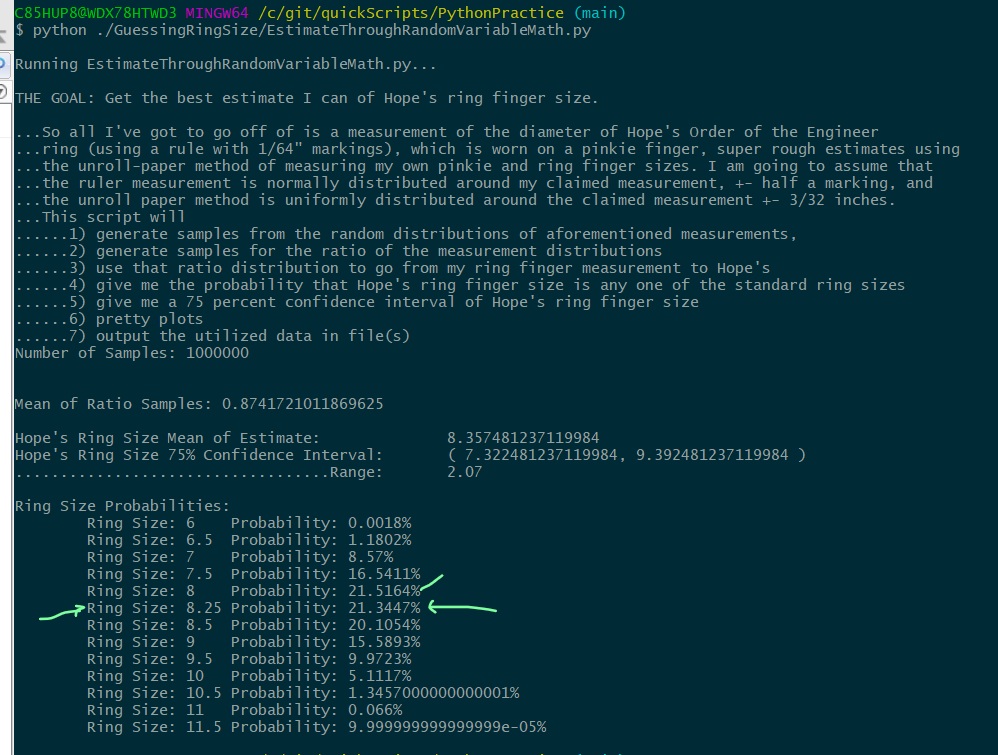 C85HUP8@WDX78HTWD3 MINGW64 /c/git/quickScripts/PythonPractice (main)
$ python ./GuessingRingSize/EstimateThroughRandomVariableMath.py
Running EstimateThroughRandomVariableMath.py...
THE GOAL: Get the best estimate I can of Hope's ring finger size.
...So all I've got to go off of is a measurement of the diameter of Hope's Order of the Engineer
...ring (using a rule with 1/64" markings), which is worn on a pinkie finger, super rough estimates using
...the unroll-paper method of measuring my own pinkie and ring finger sizes. I am going to assume that
...the ruler measurement is normally distributed around my claimed measurement, +- half a marking, and
...the unroll paper method is uniformly distributed around the claimed measurement +- 3/32 inches.
...This script will
......1) generate samples from the random distributions of aforementioned measurements,
......2) generate samples for the ratio of the measurement distributions
......3) use that ratio distribution to go from my ring finger measurement to Hope's
......4) give me the probability that Hope's ring finger size is any one of the standard ring sizes
......5) give me a 75 percent confidence interval of Hope's ring finger size
......6) pretty plots
......7) output the utilized data in file(s)
Number of Samples: 1000000
Mean of Ratio Samples: 0.8741721011869625
Hope's Ring Size Mean of Estimate: 8.357481237119984
Hope's Ring Size 75% Confidence Interval: ( 7.322481237119984, 9.392481237119984 )
...................................Range: 2.07
Ring Size Probabilities:
Ring Size: 6 Probability: 0.0018%
Ring Size: 6.5 Probability: 1.1802%
Ring Size: 7 Probability: 8.57%
Ring Size: 7.5 Probability: 16.5411%
Ring Size: 8 Probability: 21.5164%
Ring Size: 8.25 Probability: 21.3447%
Ring Size: 8.5 Probability: 20.1054%
Ring Size: 9 Probability: 15.5893%
Ring Size: 9.5 Probability: 9.9723%
Ring Size: 10 Probability: 5.1117%
Ring Size: 10.5 Probability: 1.3457000000000001%
Ring Size: 11 Probability: 0.066%
Ring Size: 11.5 Probability: 9.999999999999999e-05%